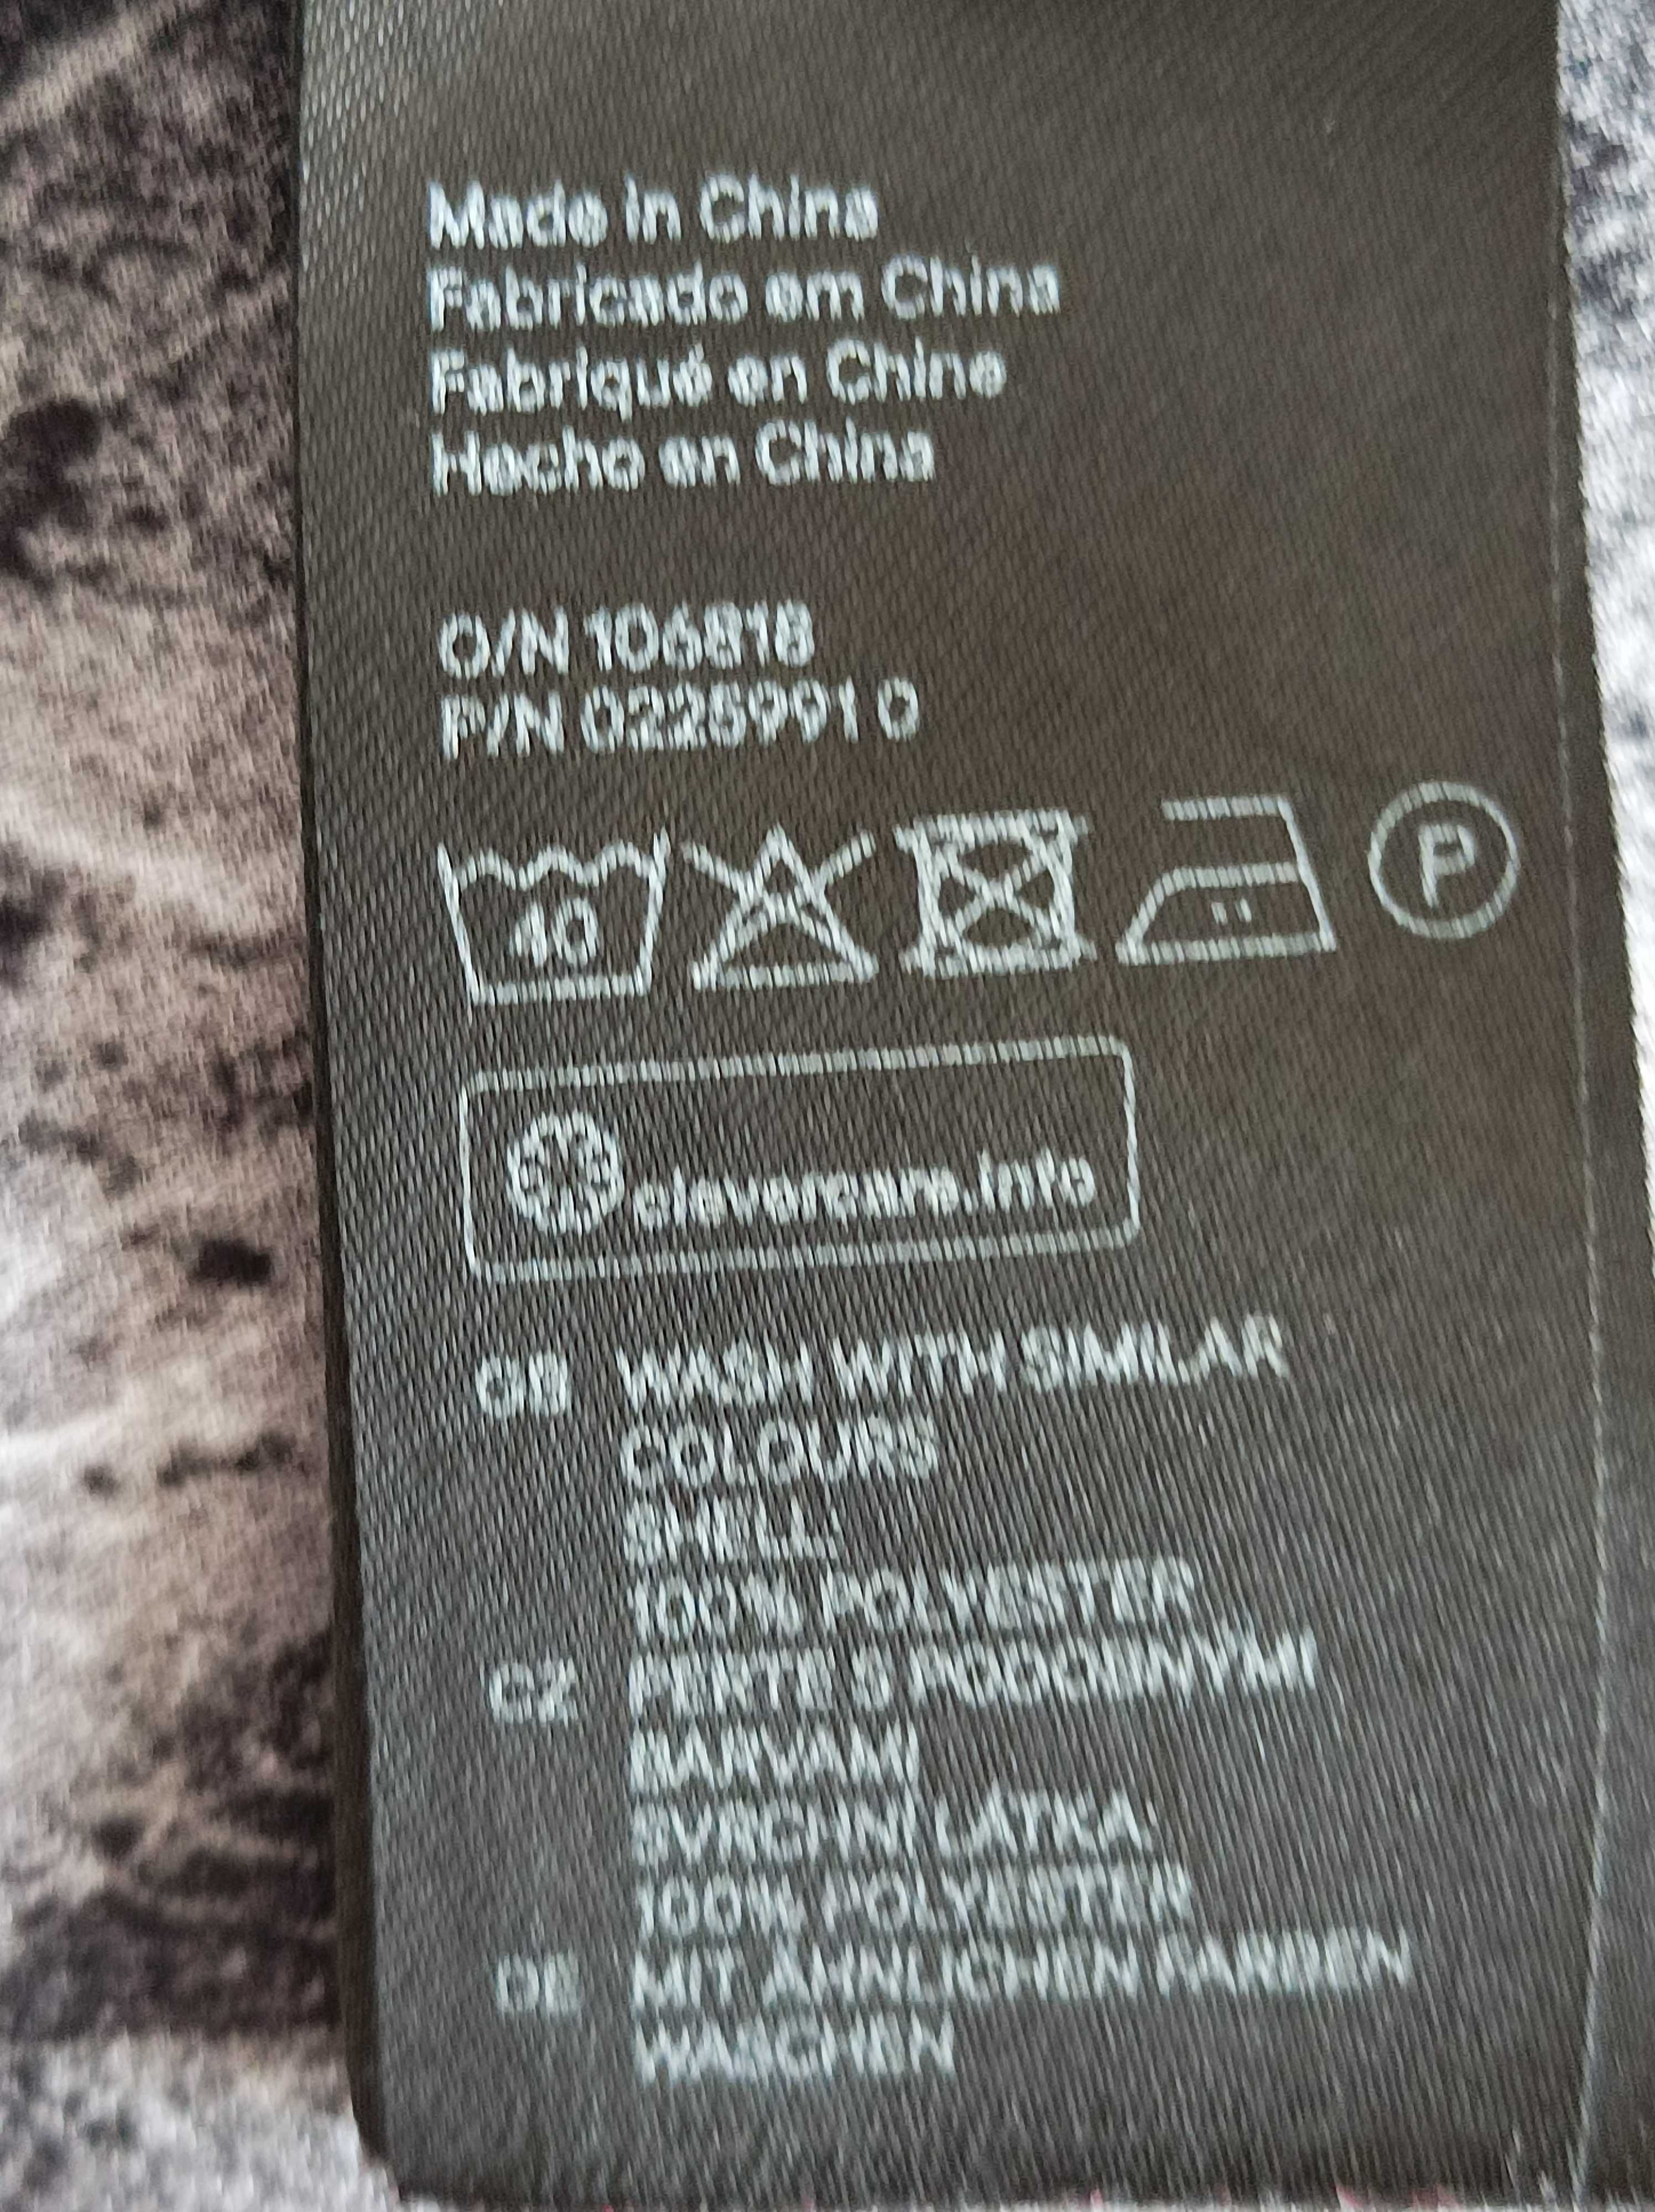 Made in China
Fabricado em China
Fabriqué en Chine
Hecho en China
O/N 106818
P/N 02259910
40
P
clevercare.info
GB WASH WITH SIMILAR
COLOURS
SHELL:
100% POLYESTER
CZ PERTE S PODOBNÝMI
BARVAMI
SVRCHNÍ LÁTKA:
100% POLYESTER
DE MIT ÄHNLICHEN FARBEN
WASCHEN